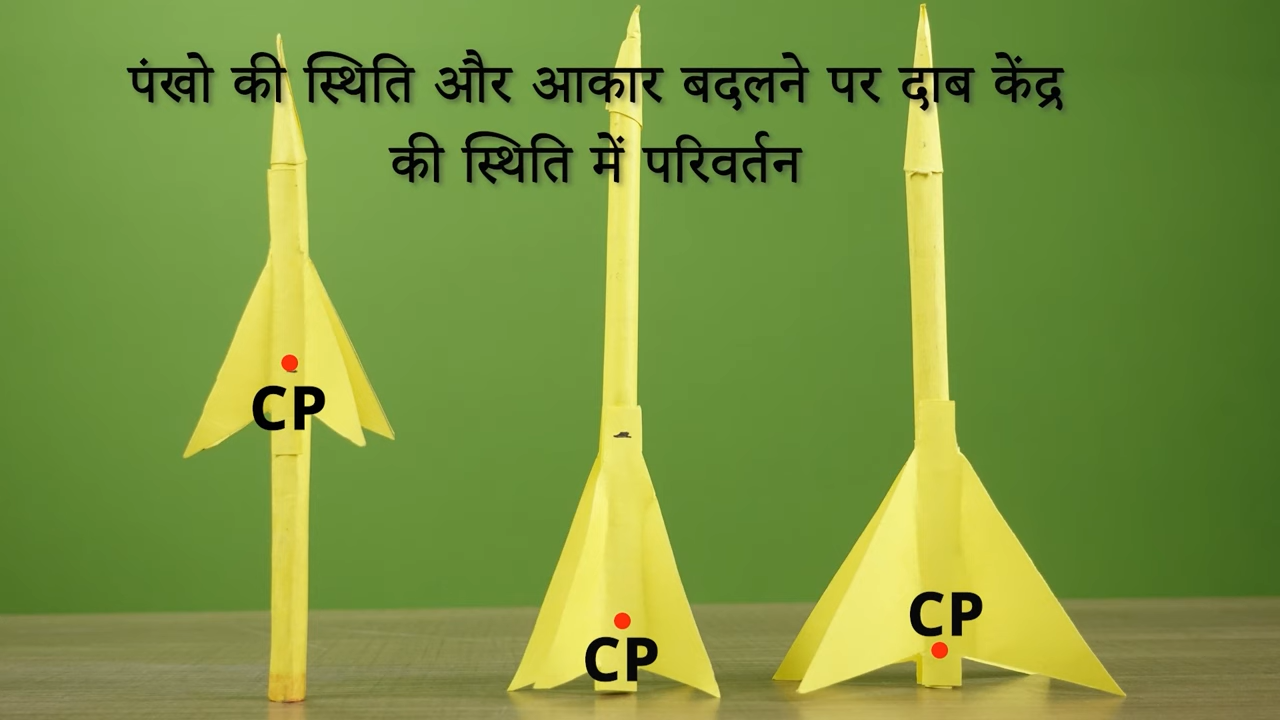 पंखो की स्थिति और आकार बदलने पर दाब केंद्र
की स्थिति में परिवर्तन
CP
CP
CP